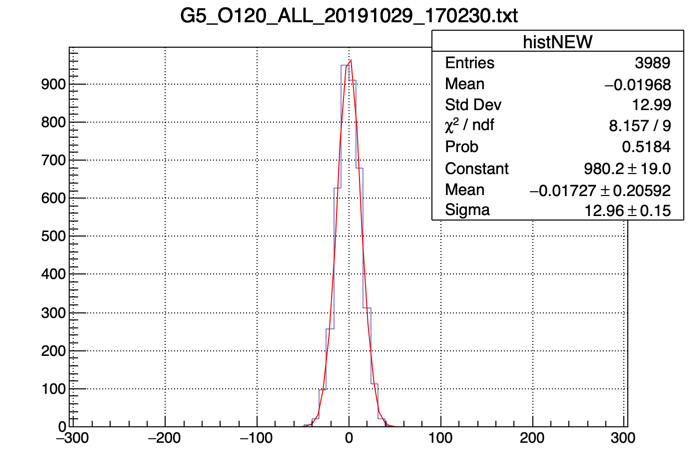 G5_O120_ALL_20191029_170230.txt
histNEW
Entries 3989
Mean −0.01968
Std Dev 12.99
χ² / ndf 8.157 / 9
Prob 0.5184
Constant 980.2 ± 19.0
Mean −0.01727 ± 0.20592
Sigma 12.96 ± 0.15
900
800
700
600
500
400
300
200
100
0
−300 −200 −100 0 100 200 300